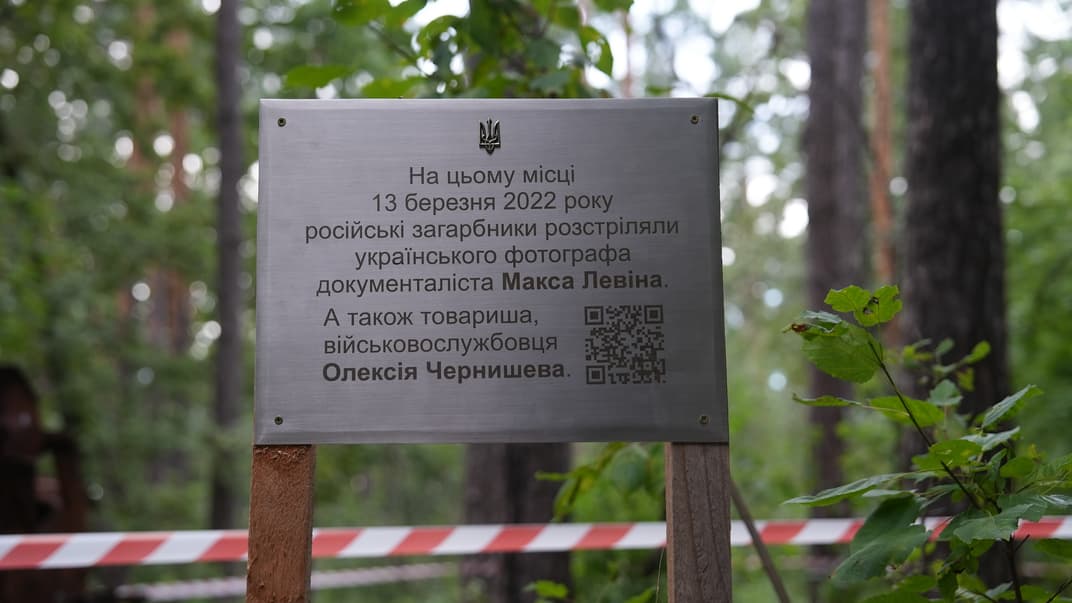 На цьому місці
13 березня 2022 року
російські загарбники розстріляли
українського фотографа
документаліста Макса Левіна.
А також товариша,
військовослужбовця
Олексія Чернишева.